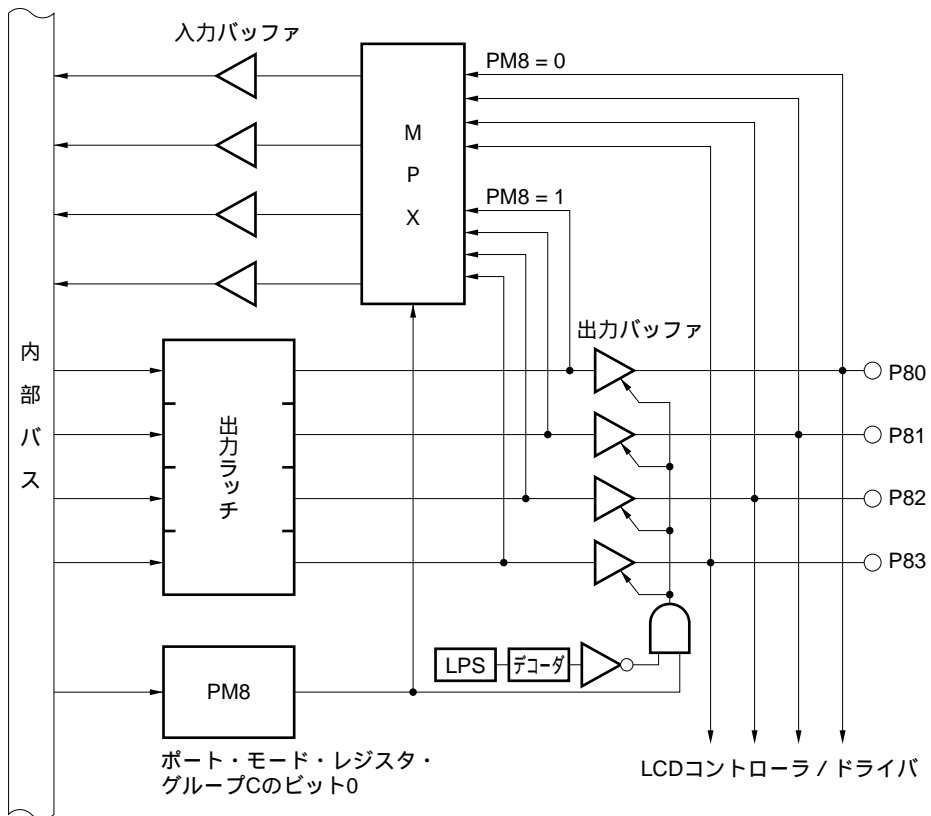 入力バッファ
PM8 = 0
M
P
X
PM8 = 1
出力バッファ
内部バス
出力ラッチ
P80
P81
P82
P83
LPS
デコーダ
PM8
ポート・モード・レジスタ・
グループCのビット0
LCDコントローラ / ドライバ